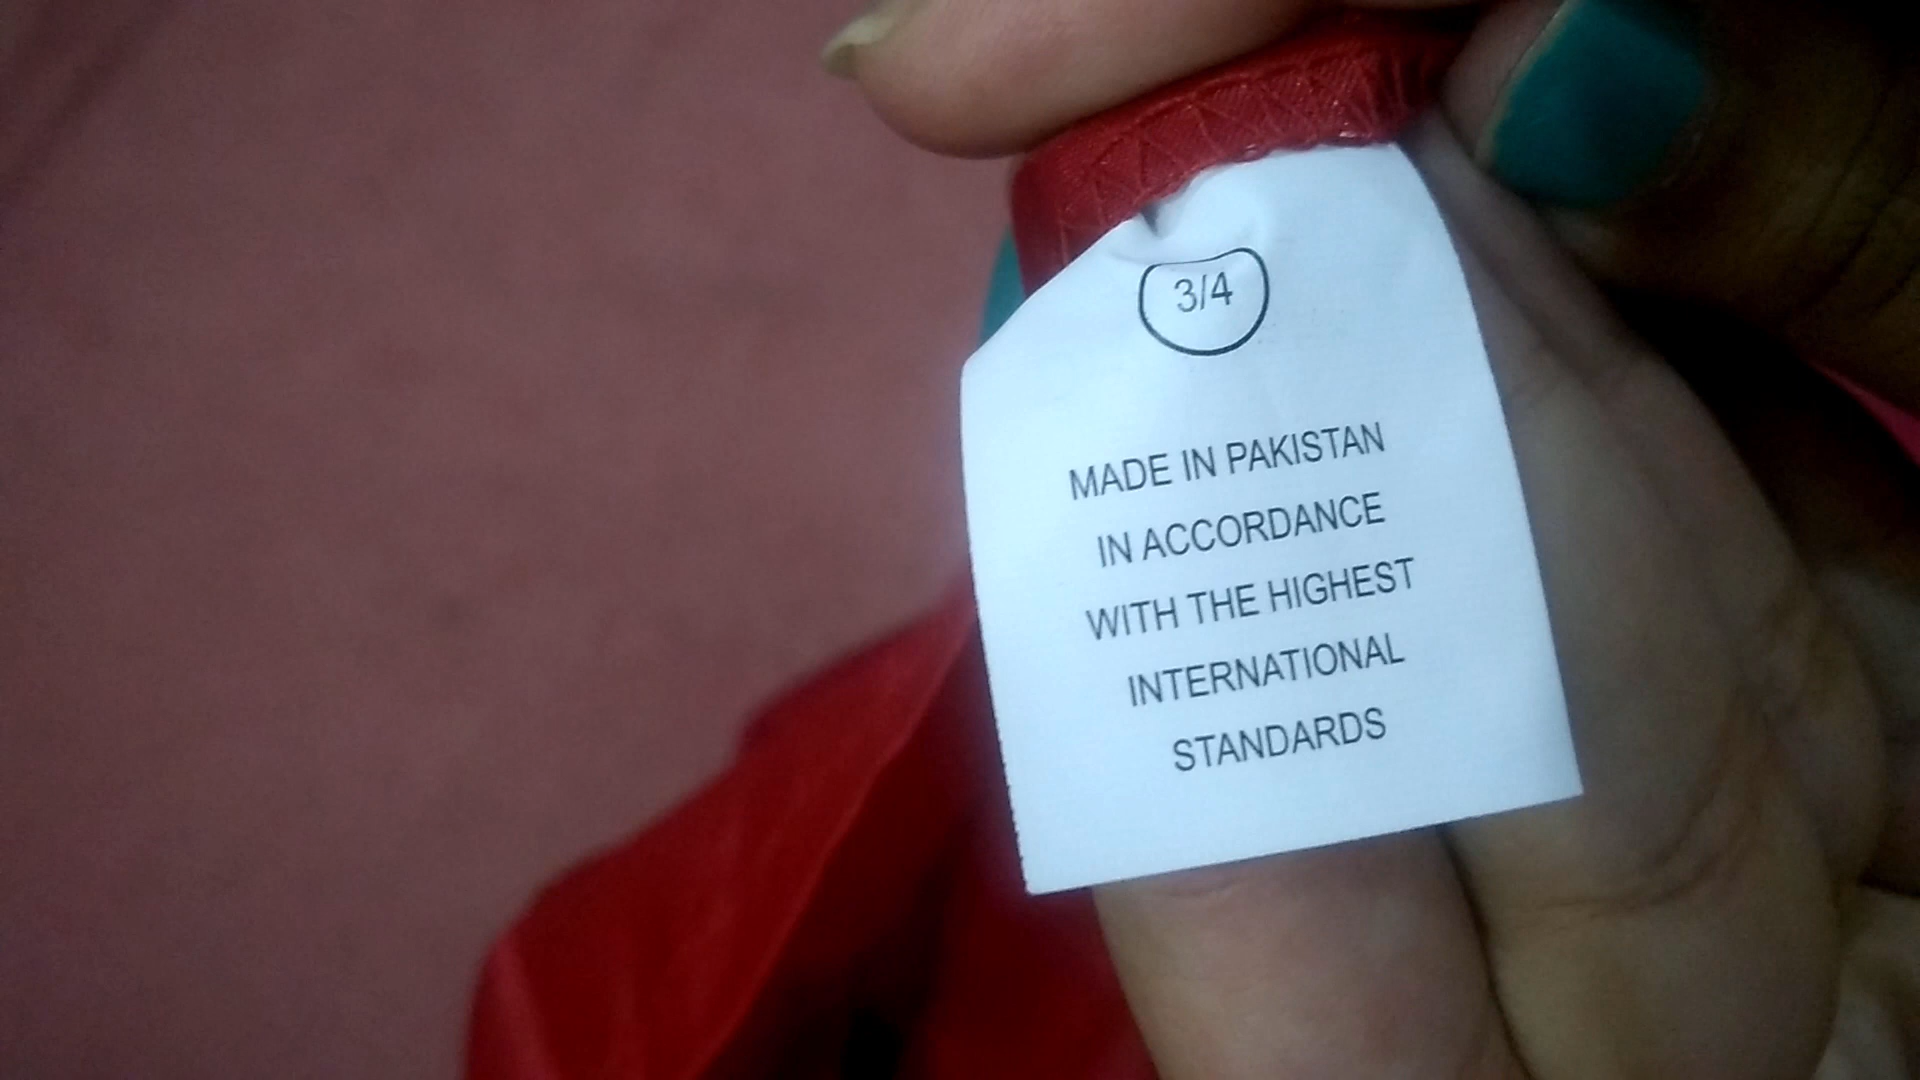 3/4
MADE IN PAKISTAN
IN ACCORDANCE
WITH THE HIGHEST
INTERNATIONAL
STANDARDS